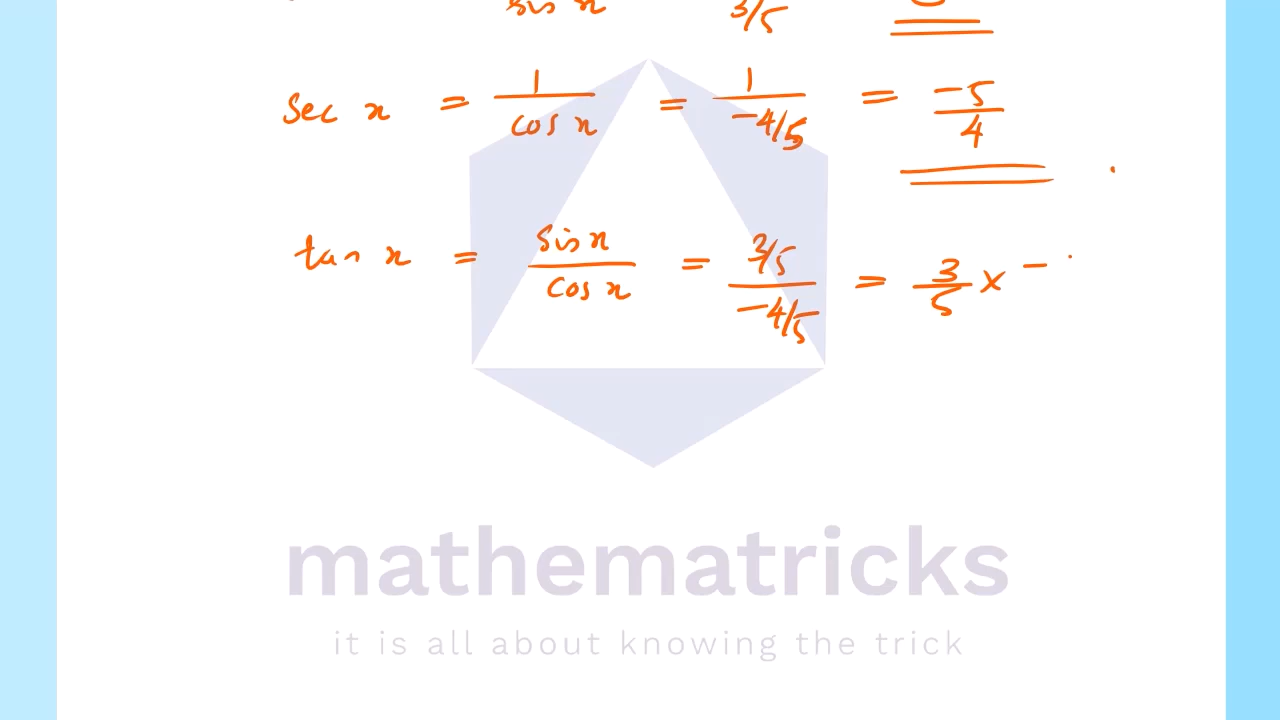 sin x 3/5
sec x = 1/cos x = 1/(-4/5) = -5/4
tan x = sin x/cos x = (3/5)/(-4/5) = 3/5 × -
mathematricks
it is all about knowing the trick